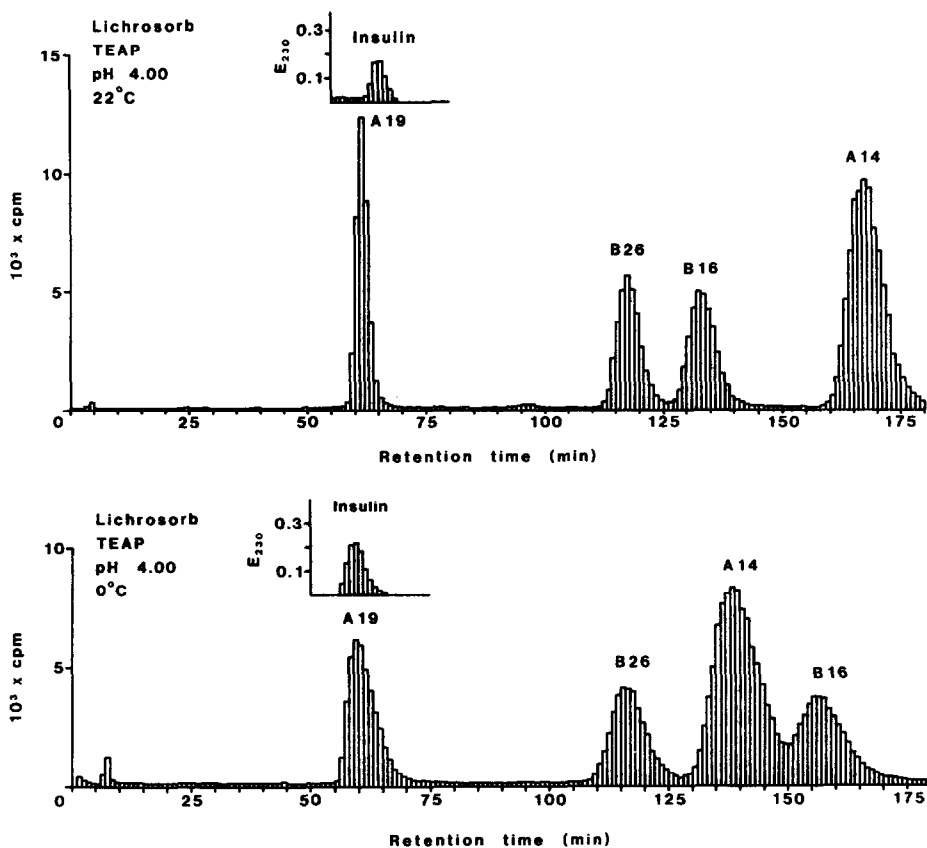 Lichrosorb
TEAP
pH 4.00
22°C
Insulin
E230
0.3
0.1
A19
B26
B16
A14
10³ x cpm
15
10
5
0 25 50 75 100 125 150 175
Retention time (min)
Lichrosorb
TEAP
pH 4.00
0°C
Insulin
E230
0.3
0.1
A19
B26
A14
B16
10³ x cpm
10
5
0 25 50 75 100 125 150 175
Retention time (min)